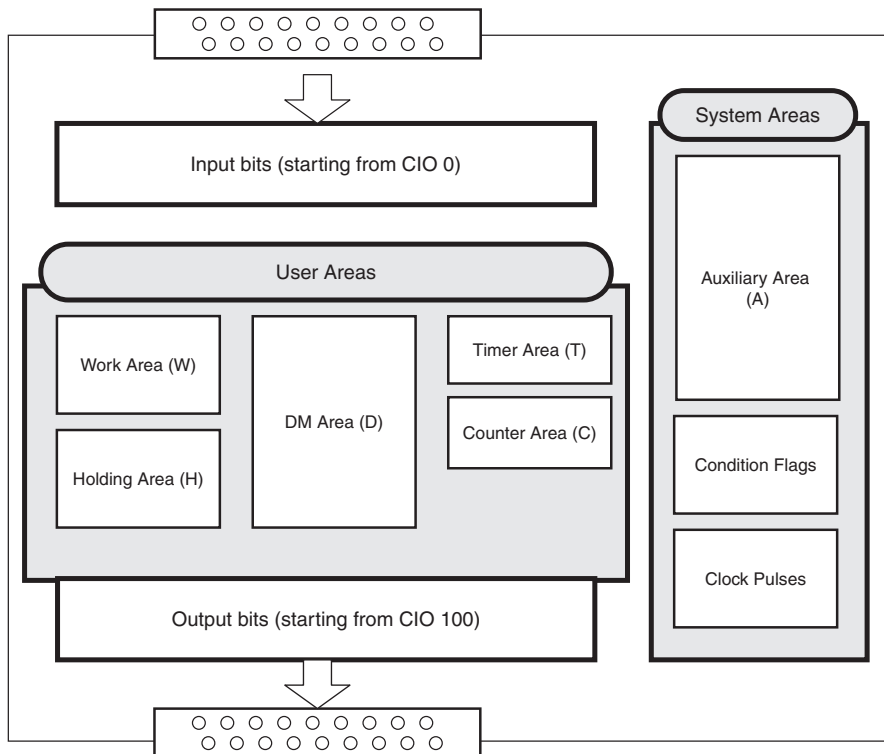 Input bits (starting from CIO 0)
User Areas
Work Area (W)
Holding Area (H)
DM Area (D)
Timer Area (T)
Counter Area (C)
Output bits (starting from CIO 100)
System Areas
Auxiliary Area
(A)
Condition Flags
Clock Pulses